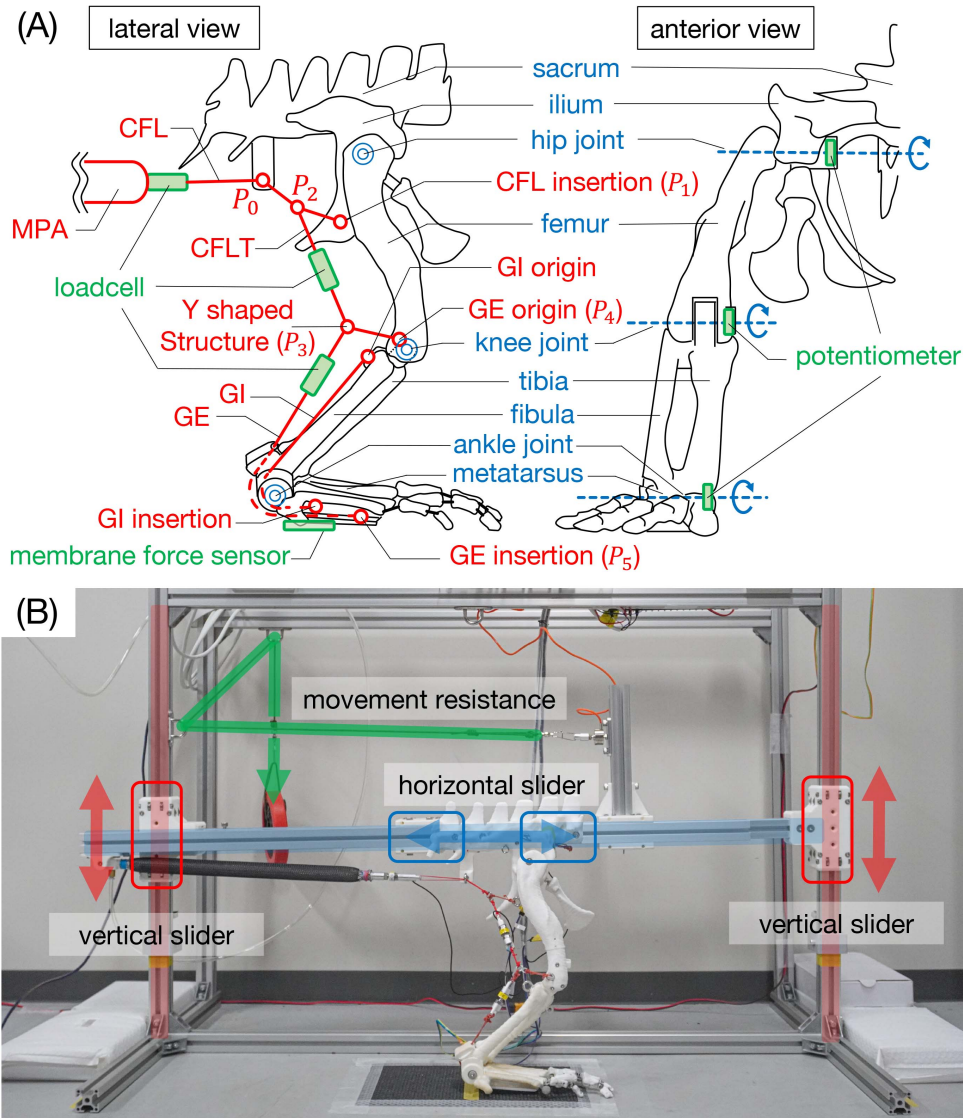 (A)
lateral view
anterior view
sacrum
ilium
CFL
hip joint
P0
P2
CFL insertion (P1)
MPA
femur
CFLT
GI origin
loadcell
Y shaped
Structure (P3)
GE origin (P4)
knee joint
potentiometer
tibia
GI
fibula
GE
ankle joint
metatarsus
GI insertion
membrane force sensor
GE insertion (P5)
(B)
movement resistance
horizontal slider
vertical slider
vertical slider